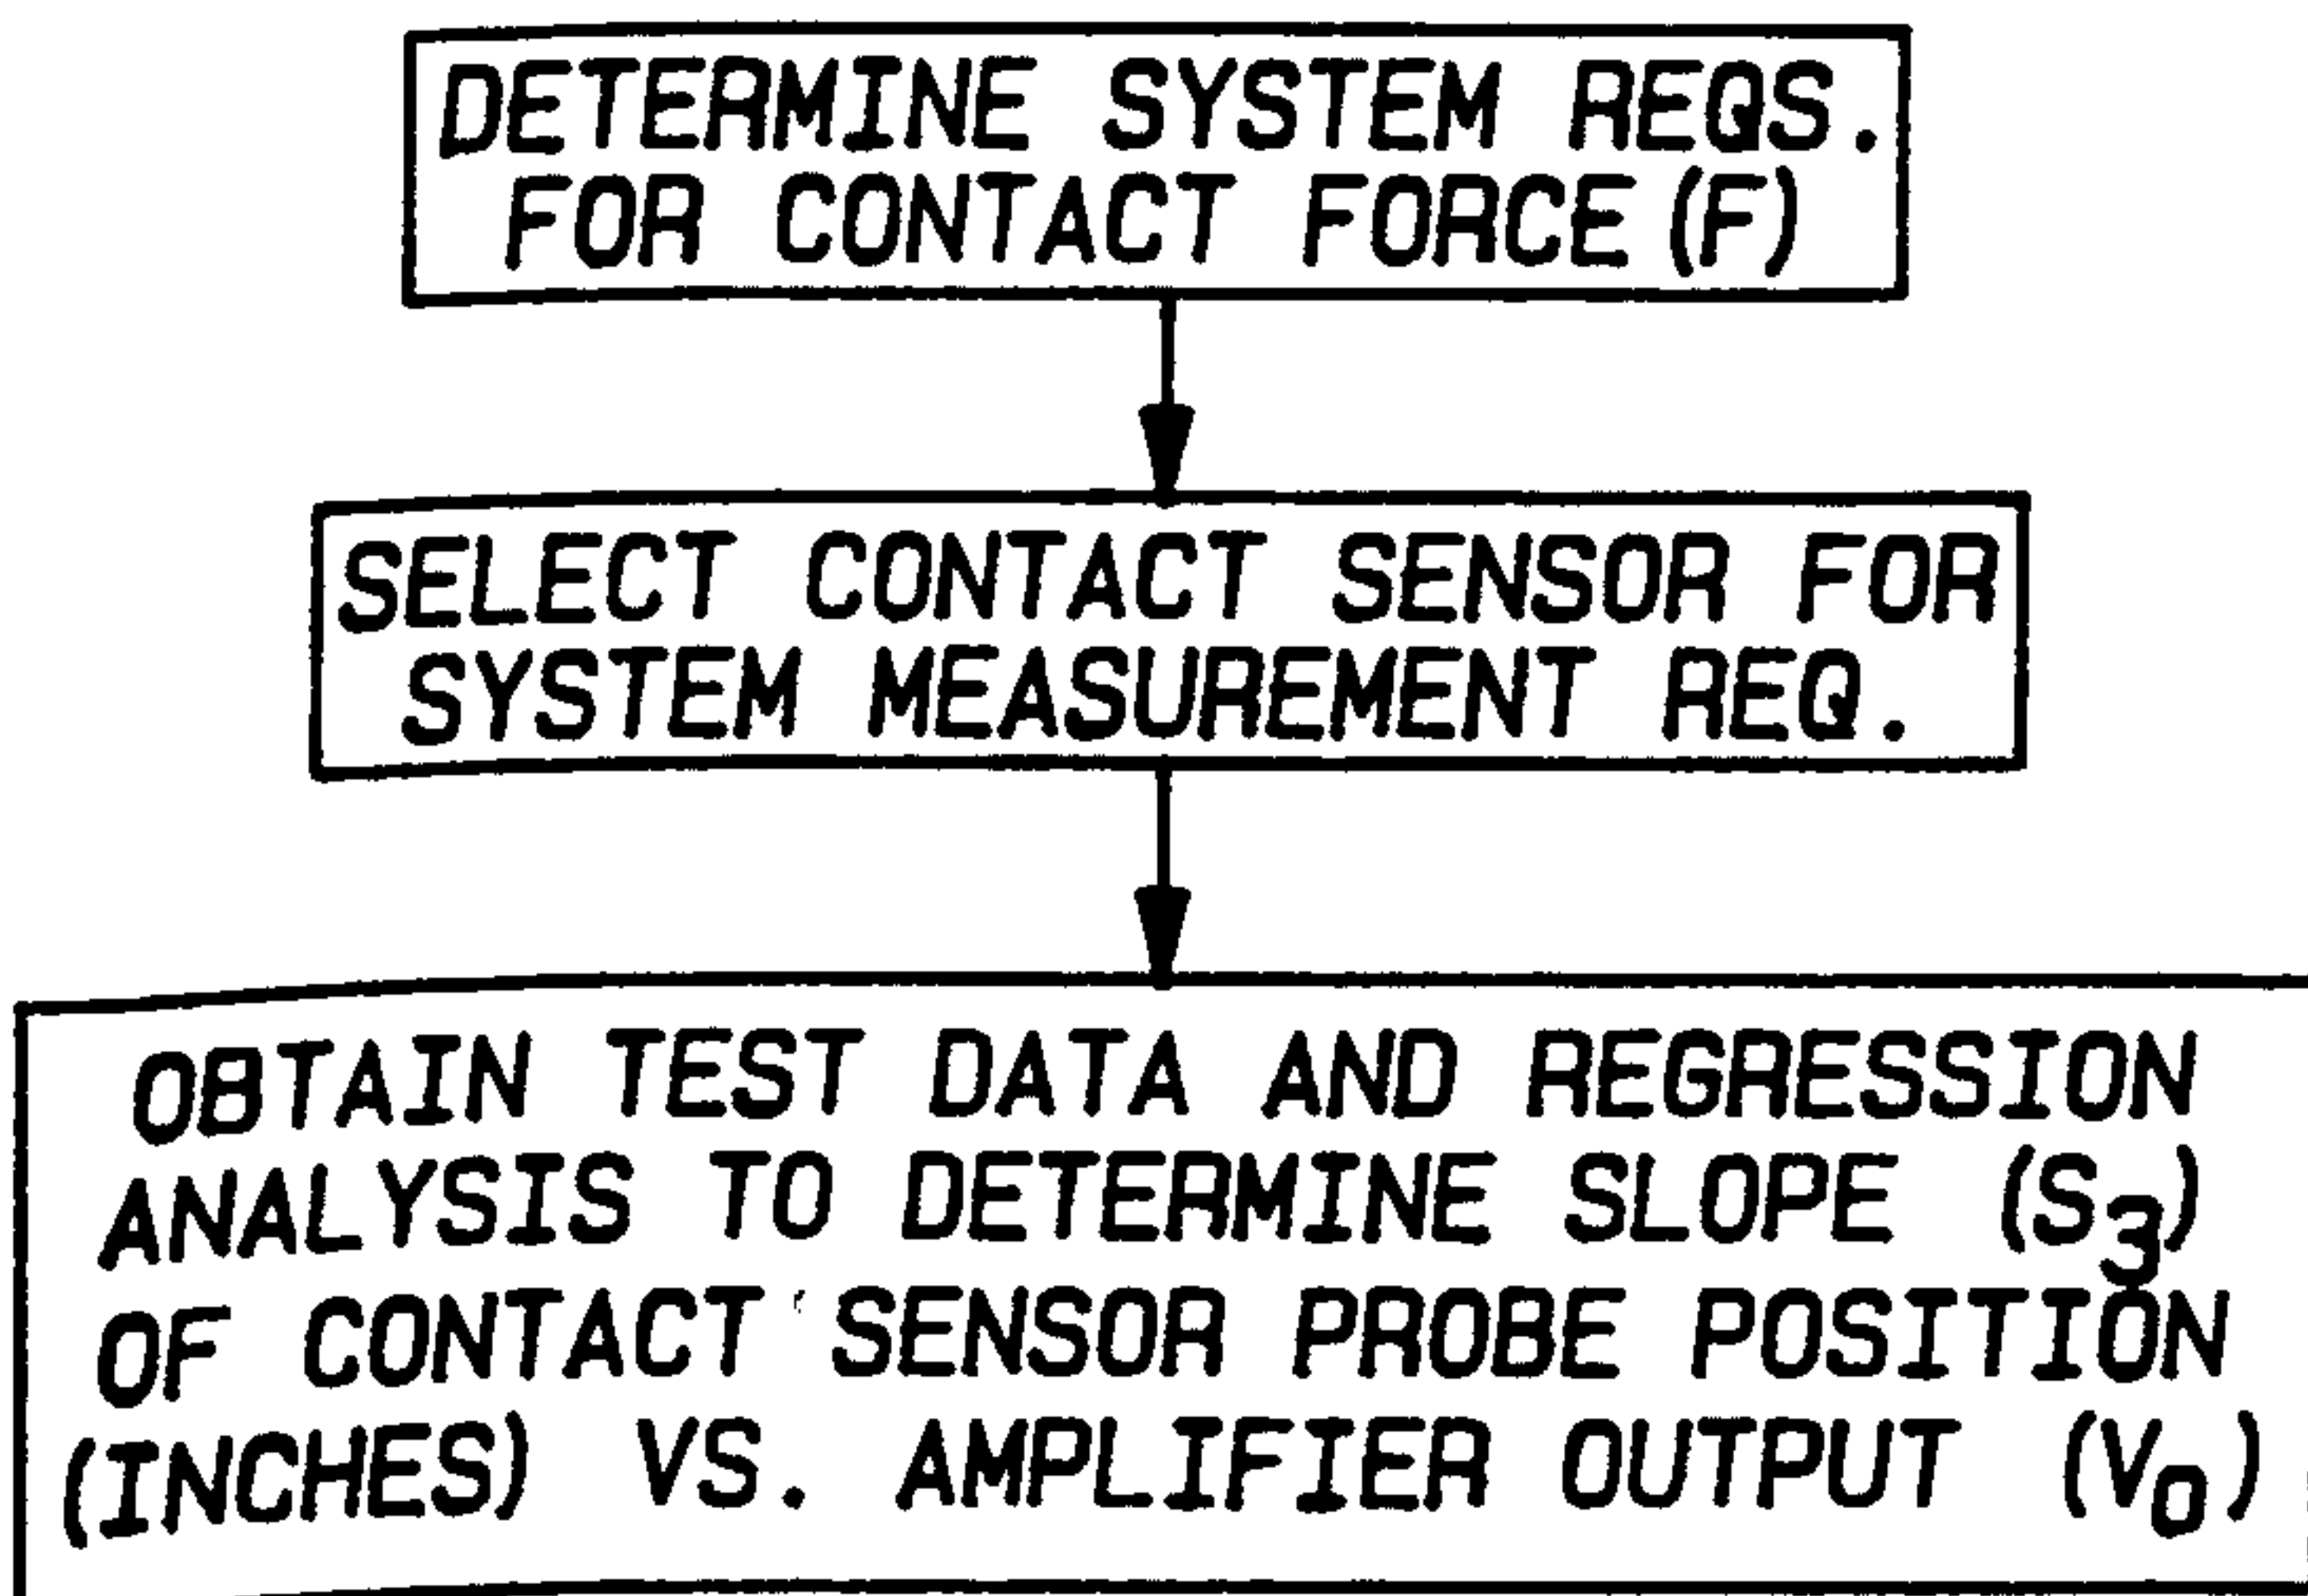 DETERMINE SYSTEM REQS.
FOR CONTACT FORCE (F)
SELECT CONTACT SENSOR FOR
SYSTEM MEASUREMENT REQ.
OBTAIN TEST DATA AND REGRESSION
ANALYSIS TO DETERMINE SLOPE (S₃)
OF CONTACT SENSOR PROBE POSITION
(INCHES) VS. AMPLIFIER OUTPUT (V₀)